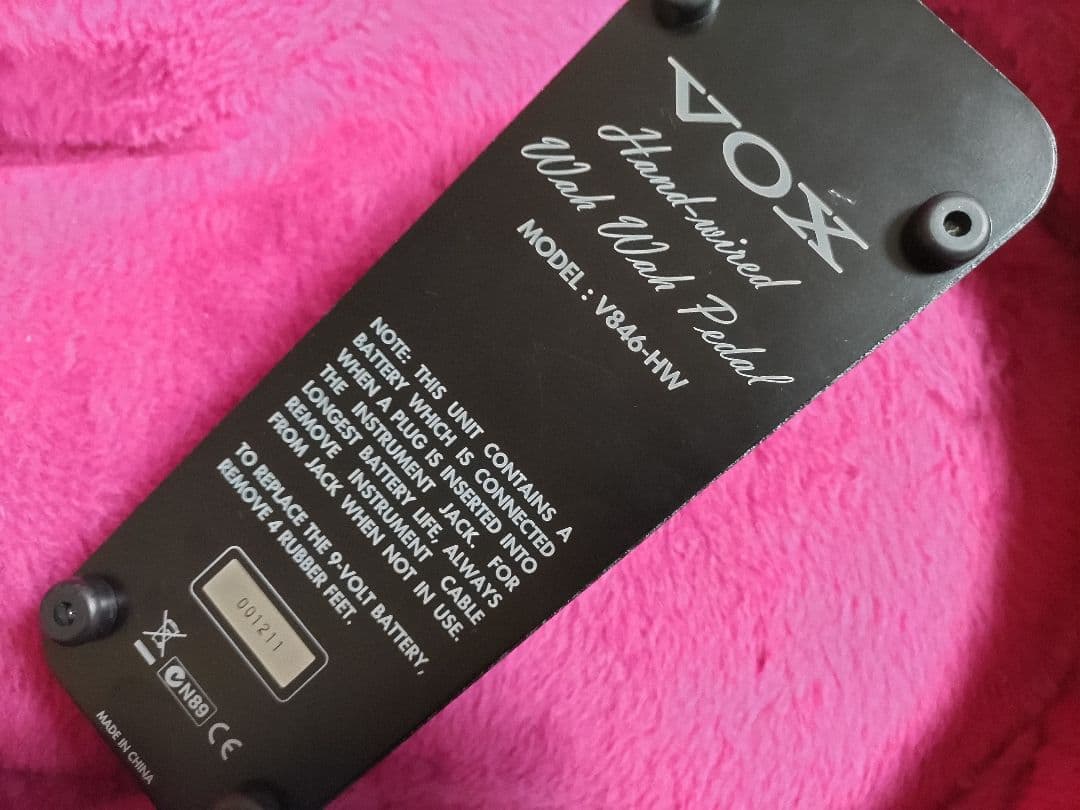 VOX
Hand-wired
Wah Wah Pedal
MODEL : V846-HW
NOTE: THIS UNIT CONTAINS A
BATTERY WHICH IS CONNECTED
WHEN A PLUG IS INSERTED INTO
THE INSTRUMENT JACK. FOR
LONGEST BATTERY LIFE, ALWAYS
REMOVE INSTRUMENT CABLE
FROM JACK WHEN NOT IN USE.
TO REPLACE THE 9-VOLT BATTERY,
REMOVE 4 RUBBER FEET.
001211
N89 CE
MADE IN CHINA